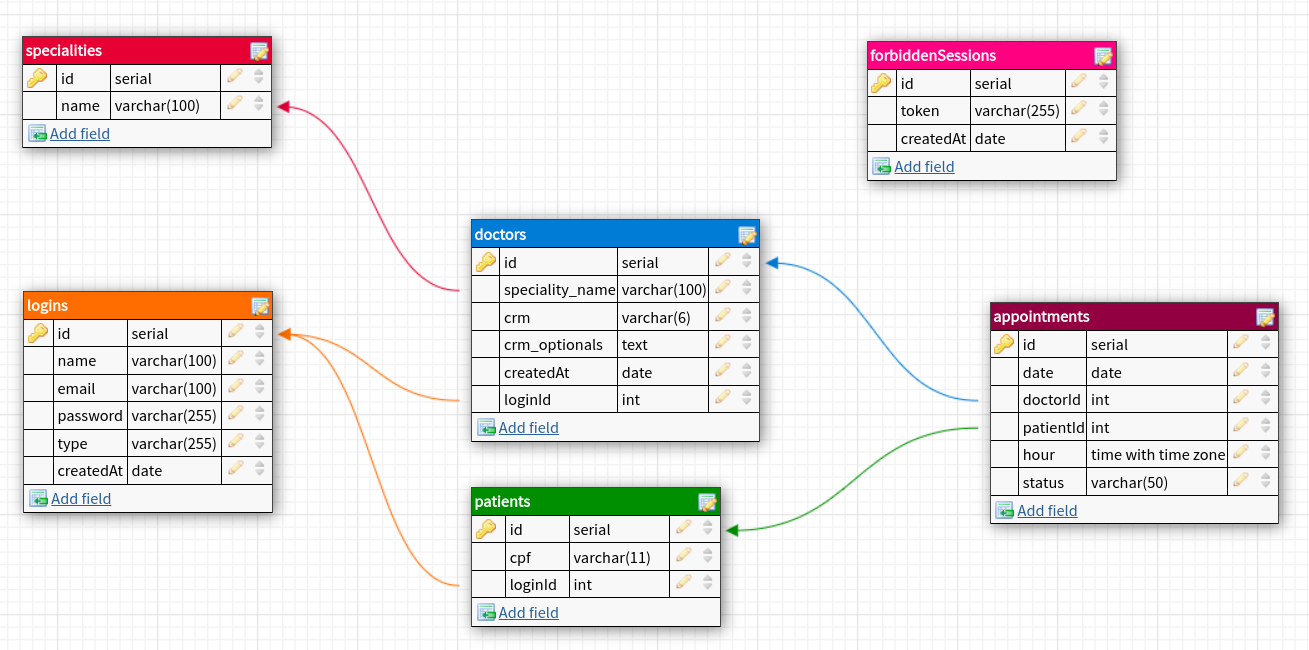 specialities
id serial
name varchar(100)
Add field
forbiddenSessions
id serial
token varchar(255)
createdAt date
Add field
doctors
id serial
speciality_name varchar(100)
crm varchar(6)
crm_optionals text
createdAt date
loginId int
Add field
logins
id serial
name varchar(100)
email varchar(100)
password varchar(255)
type varchar(255)
createdAt date
Add field
appointments
id serial
date date
doctorId int
patientId int
hour time with time zone
status varchar(50)
Add field
patients
id serial
cpf varchar(11)
loginId int
Add field